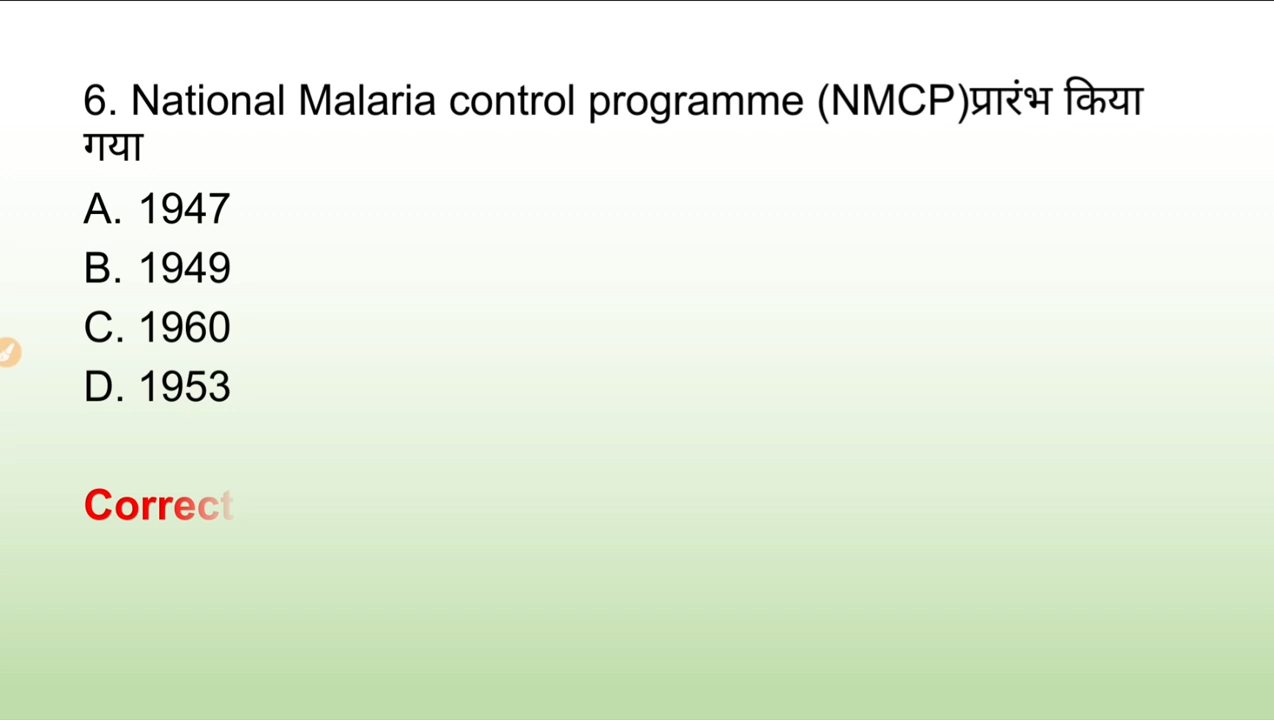 6. National Malaria control programme (NMCP)प्रारंभ किया
गया
A. 1947
B. 1949
C. 1960
D. 1953
Correct